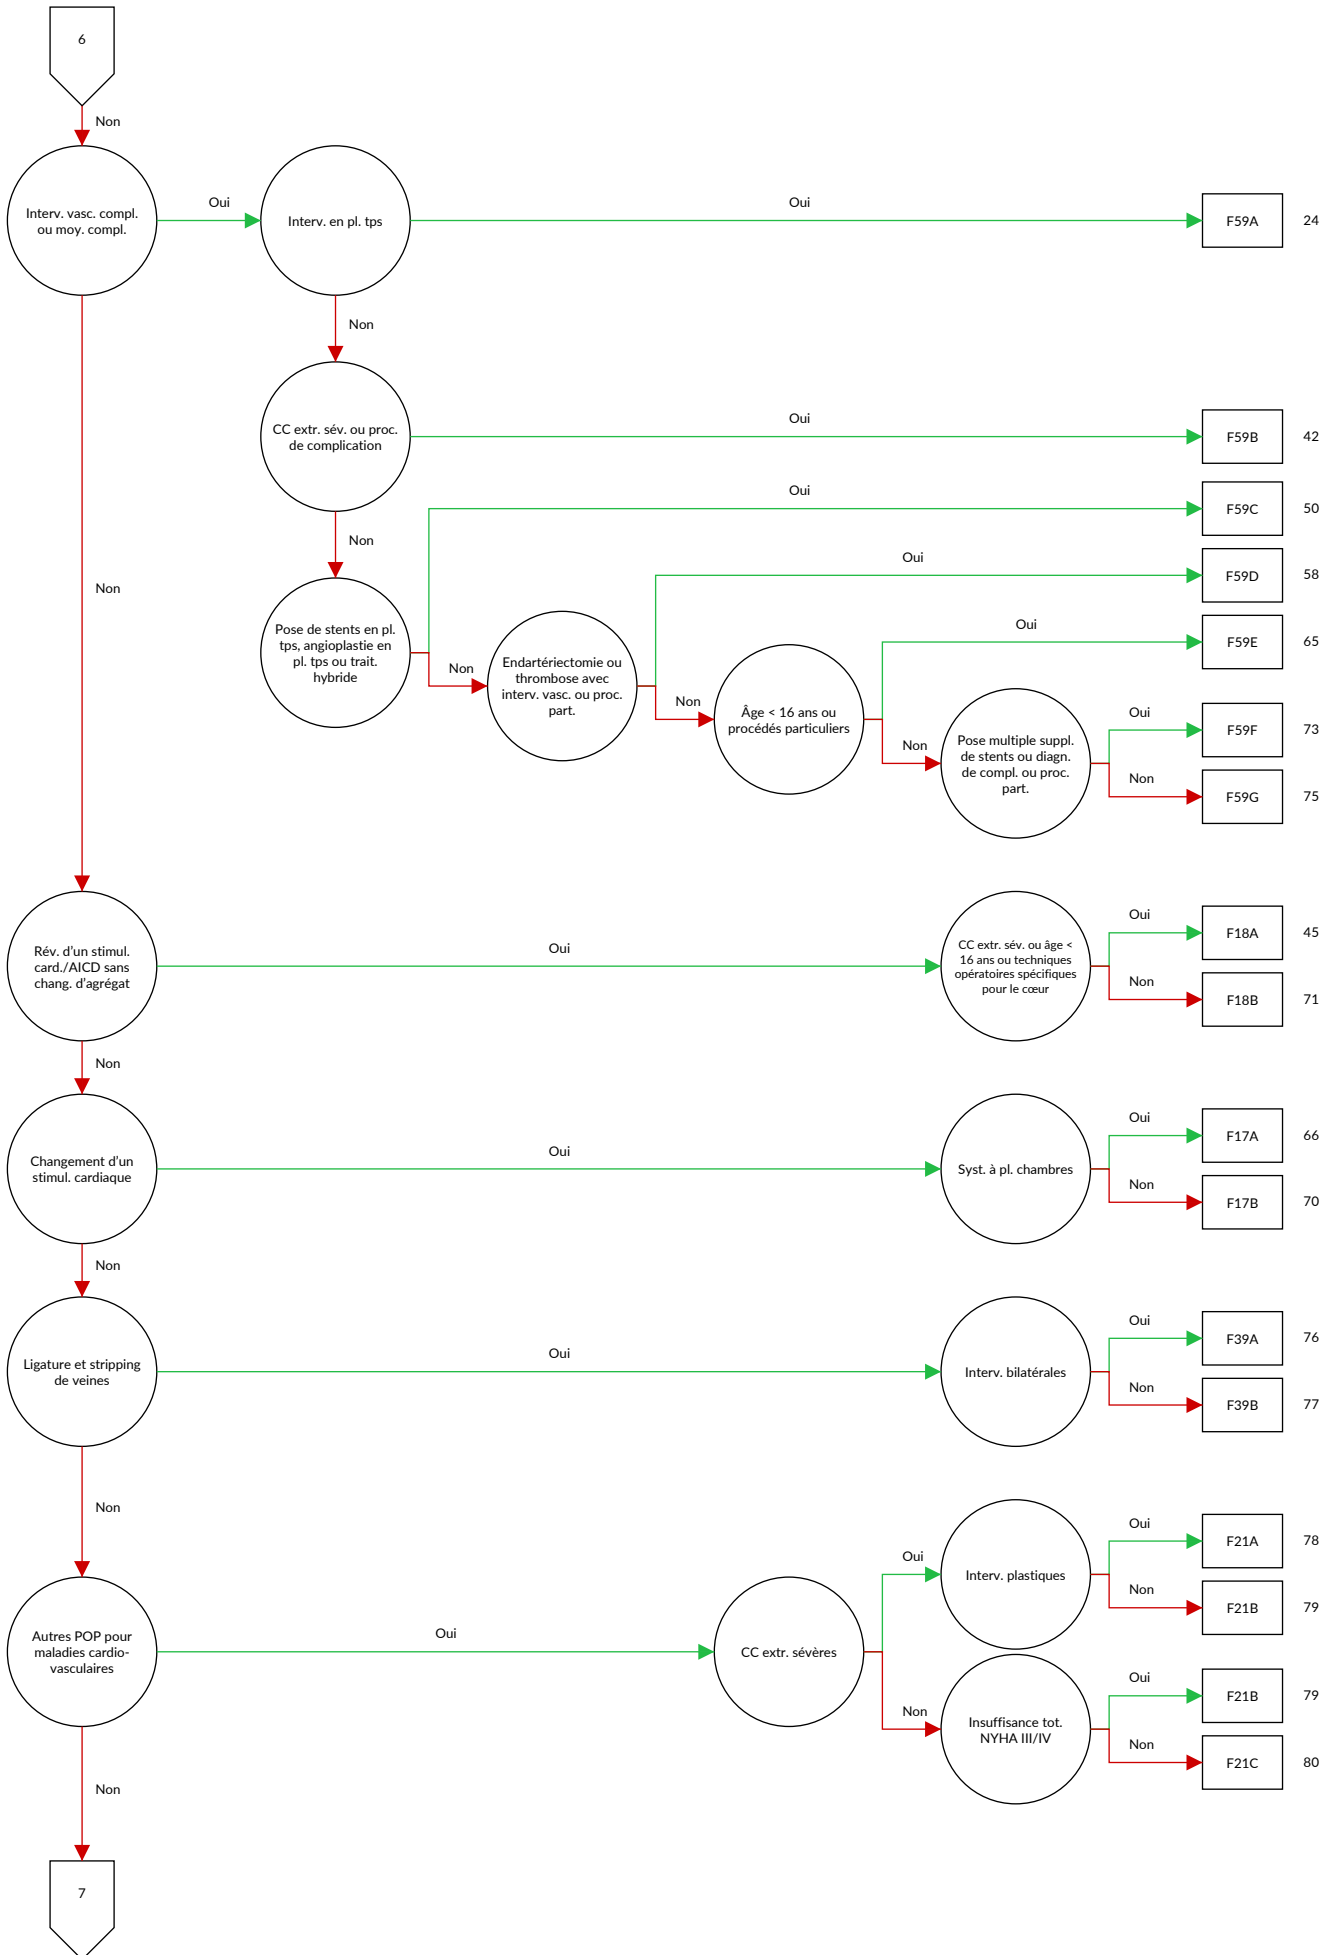 6
Non
Interv. vasc. compl.
ou moy. compl.
Oui
Interv. en pl. tps
Oui
F59A
24
Non
CC extr. sév. ou proc.
de complication
Oui
F59B
42
Non
Pose de stents en pl.
tps, angioplastie en
pl. tps ou trait.
hybride
Oui
F59C
50
Non
Endartériectomie ou
thrombose avec
interv. vasc. ou proc.
part.
Oui
F59D
58
Non
Âge < 16 ans ou
procédés particuliers
Oui
F59E
65
Non
Pose multiple suppl.
de stents ou diagn.
de compl. ou proc.
part.
Oui
F59F
73
Non
F59G
75
Non
Rév. d'un stimul.
card./AICD sans
chang. d'agrégat
Oui
CC extr. sév. ou âge <
16 ans ou techniques
opératoires spécifiques
pour le cœur
Oui
F18A
45
Non
F18B
71
Non
Changement d'un
stimul. cardiaque
Oui
Syst. à pl. chambres
Oui
F17A
66
Non
F17B
70
Non
Ligature et stripping
de veines
Oui
Interv. bilatérales
Oui
F39A
76
Non
F39B
77
Non
Autres POP pour
maladies cardio-
vasculaires
Oui
CC extr. sévères
Oui
Interv. plastiques
Oui
F21A
78
Non
F21B
79
Non
Insuffisance tot.
NYHA III/IV
Oui
F21B
79
Non
F21C
80
Non
7